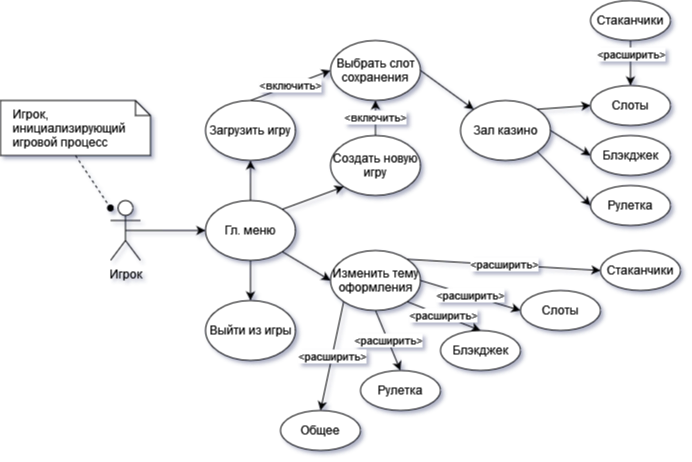 Стаканчики
<расширить>
Выбрать слот
сохранения
<включить>
Слоты
Игрок,
инициализирующий
игровой процесс
Загрузить игру
<включить>
Зал казино
Блэкджек
Создать новую
игру
Рулетка
Гл. меню
Игрок
Изменить тему
оформления
<расширить>
Стаканчики
<расширить>
Слоты
<расширить>
Выйти из игры
<расширить>
Блэкджек
<расширить>
Рулетка
Общее